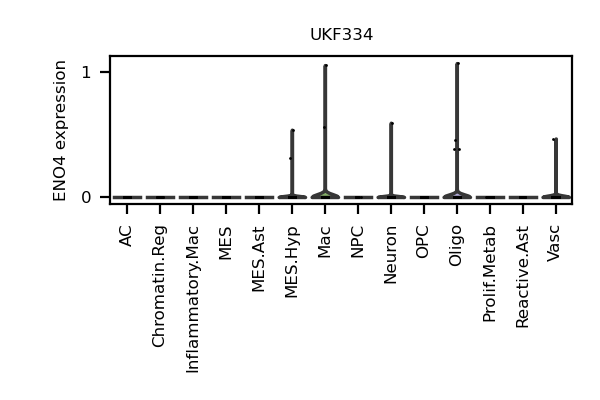 UKF334
ENO4 expression
1
0
AC
Chromatin.Reg
Inflammatory.Mac
MES
MES.Ast
MES.Hyp
Mac
NPC
Neuron
OPC
Oligo
Prolif.Metab
Reactive.Ast
Vasc